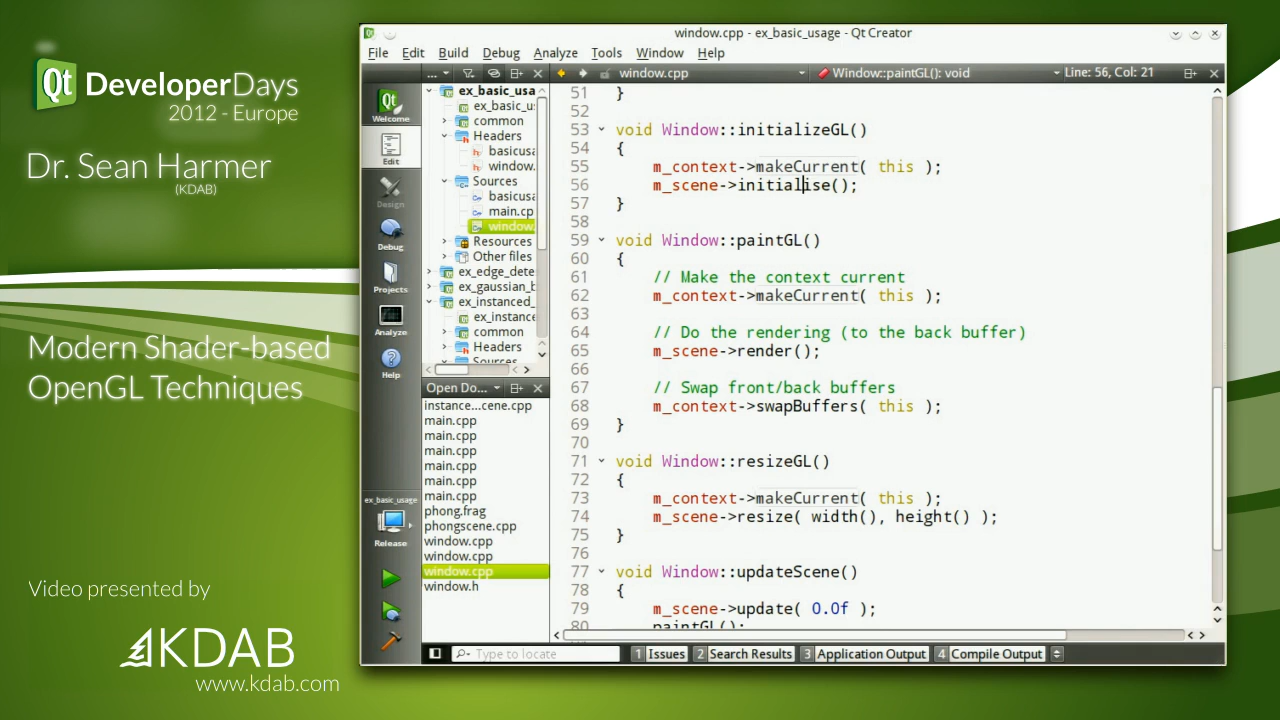 Qt DeveloperDays
2012 - Europe
Dr. Sean Harmer
(KDAB)
Modern Shader-based
OpenGL Techniques
Video presented by
KDAB
www.kdab.com
window.cpp - ex_basic_usage - Qt Creator
File Edit Build Debug Analyze Tools Window Help
window.cpp Window::paintGL(): void Line: 56, Col: 21
Qt
Welcome
Edit
Design
Debug
Projects
Analyze
Help
ex_basic_usage
Release
ex_basic_usa
ex_basic_u
common
Headers
basicusa
window.
Sources
basicusa
main.cp
window.
Resources
Other files
ex_edge_dete
ex_gaussian_b
ex_instanced_
ex_instance
common
Headers
Sources
Open Do...
instance...cene.cpp
main.cpp
main.cpp
main.cpp
main.cpp
main.cpp
main.cpp
phong.frag
phongscene.cpp
window.cpp
window.cpp
window.cpp
window.h
51 }
52
53 void Window::initializeGL()
54 {
55 m_context->makeCurrent( this );
56 m_scene->initialise();
57 }
58
59 void Window::paintGL()
60 {
61 // Make the context current
62 m_context->makeCurrent( this );
63
64 // Do the rendering (to the back buffer)
65 m_scene->render();
66
67 // Swap front/back buffers
68 m_context->swapBuffers( this );
69 }
70
71 void Window::resizeGL()
72 {
73 m_context->makeCurrent( this );
74 m_scene->resize( width(), height() );
75 }
76
77 void Window::updateScene()
78 {
79 m_scene->update( 0.0f );
80 paintGL();
Type to locate 1 Issues 2 Search Results 3 Application Output 4 Compile Output